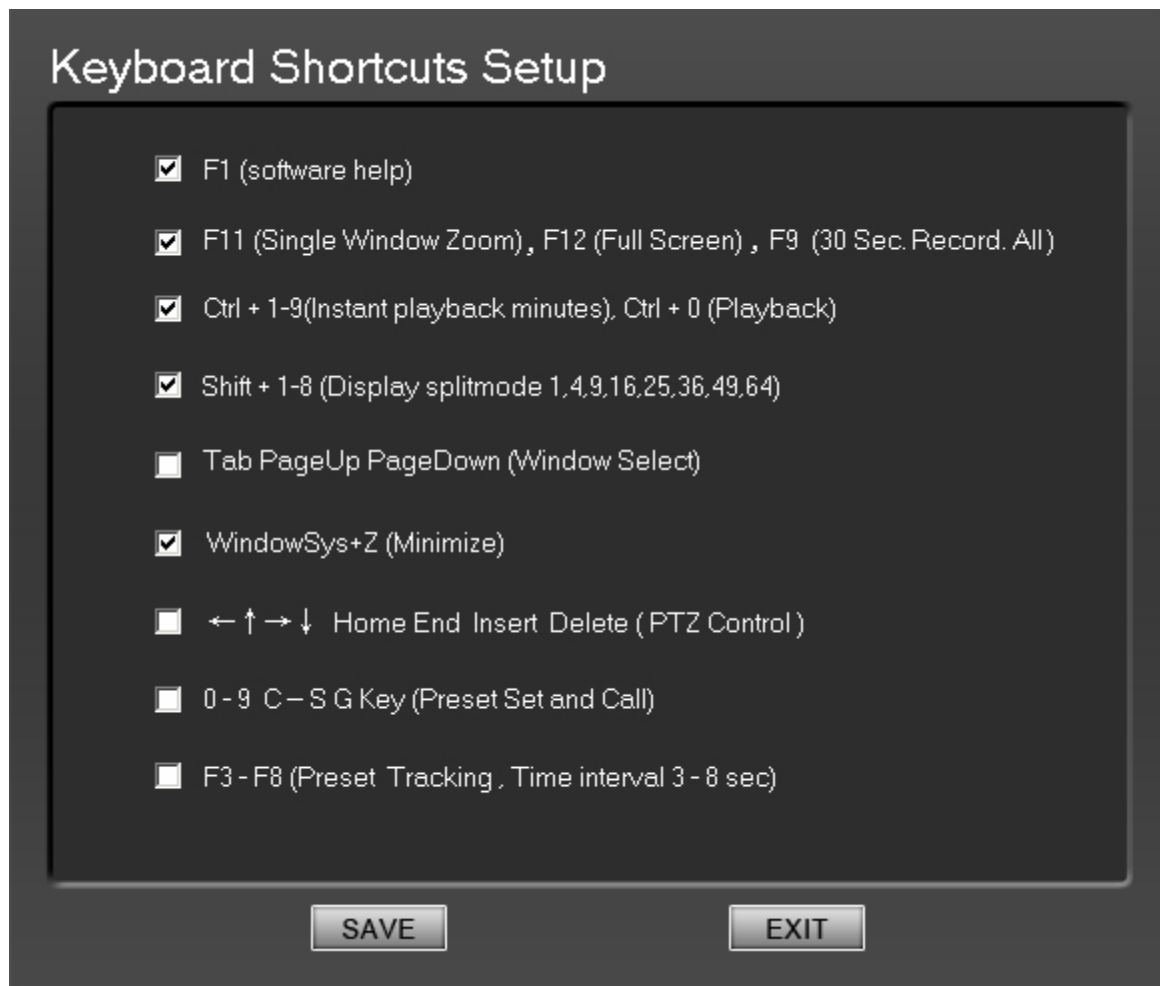 Keyboard Shortcuts Setup
F1 (software help)
F11 (Single Window Zoom) , F12 (Full Screen) , F9 (30 Sec. Record. All)
Ctrl + 1-9(Instant playback minutes), Ctrl + 0 (Playback)
Shift + 1-8 (Display splitmode 1,4,9,16,25,36,49,64)
Tab PageUp PageDown (Window Select)
WindowSys+Z (Minimize)
←↑→↓ Home End Insert Delete ( PTZ Control )
0 - 9 C – S G Key (Preset Set and Call)
F3 - F8 (Preset Tracking , Time interval 3 - 8 sec)
SAVE EXIT